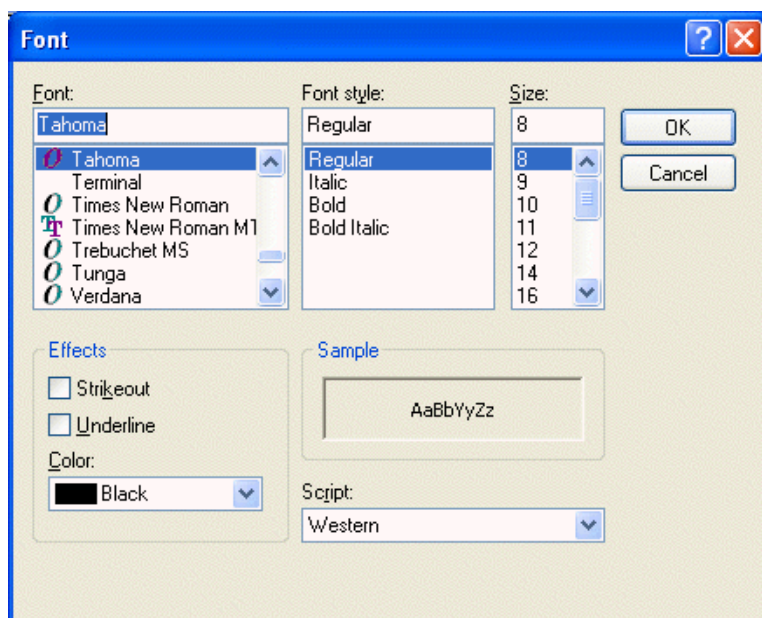 Font
Font:
Tahoma
Tahoma
Terminal
Times New Roman
Times New Roman MT
Trebuchet MS
Tunga
Verdana
Font style:
Regular
Regular
Italic
Bold
Bold Italic
Size:
8
8
9
10
11
12
14
16
OK
Cancel
Effects
Strikeout
Underline
Color:
Black
Sample
AaBbYyZz
Script:
Western